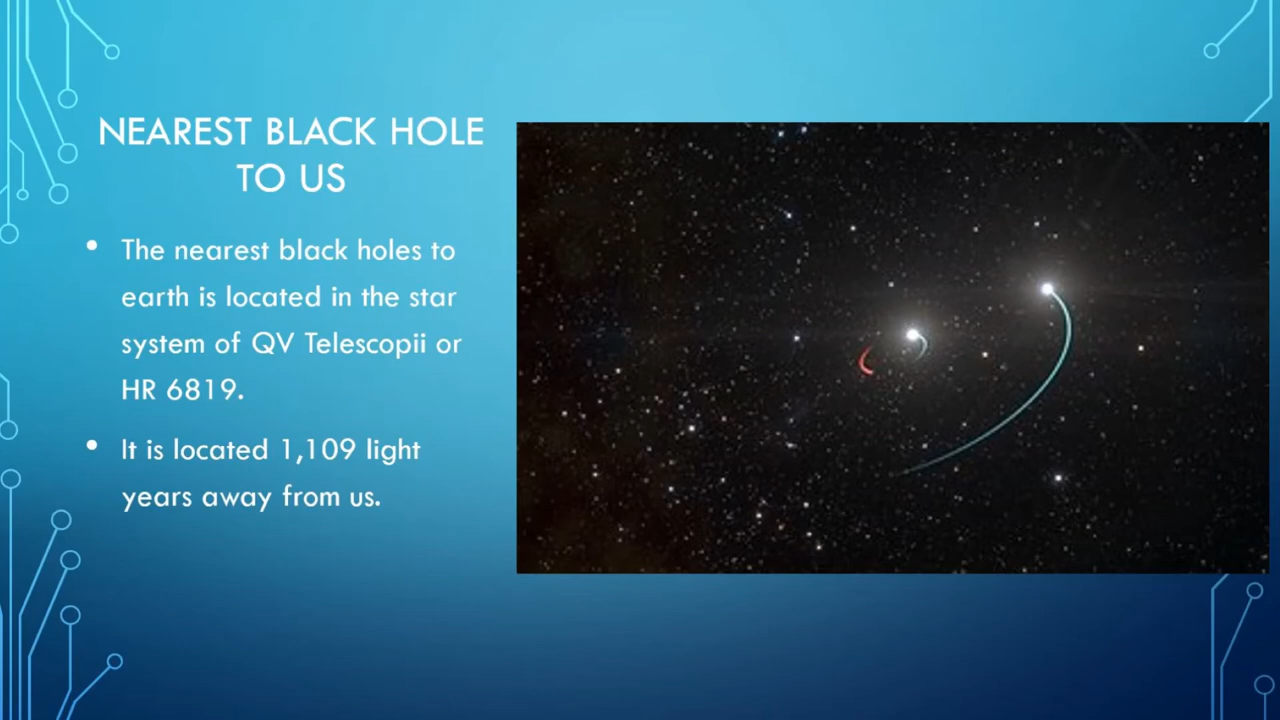 NEAREST BLACK HOLE
TO US
• The nearest black holes to
earth is located in the star
system of QV Telescopii or
HR 6819.
• It is located 1,109 light
years away from us.